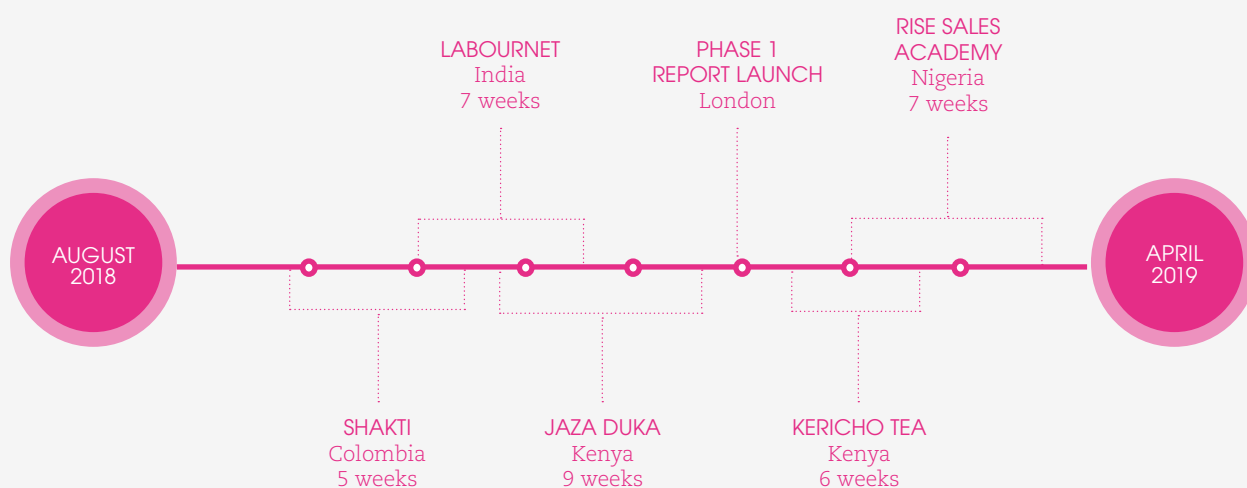 RISE SALES
ACADEMY
Nigeria
7 weeks
LABOURNET
India
7 weeks
PHASE 1
REPORT LAUNCH
London
AUGUST
2018
APRIL
2019
SHAKTI
Colombia
5 weeks
JAZA DUKA
Kenya
9 weeks
KERICHO TEA
Kenya
6 weeks